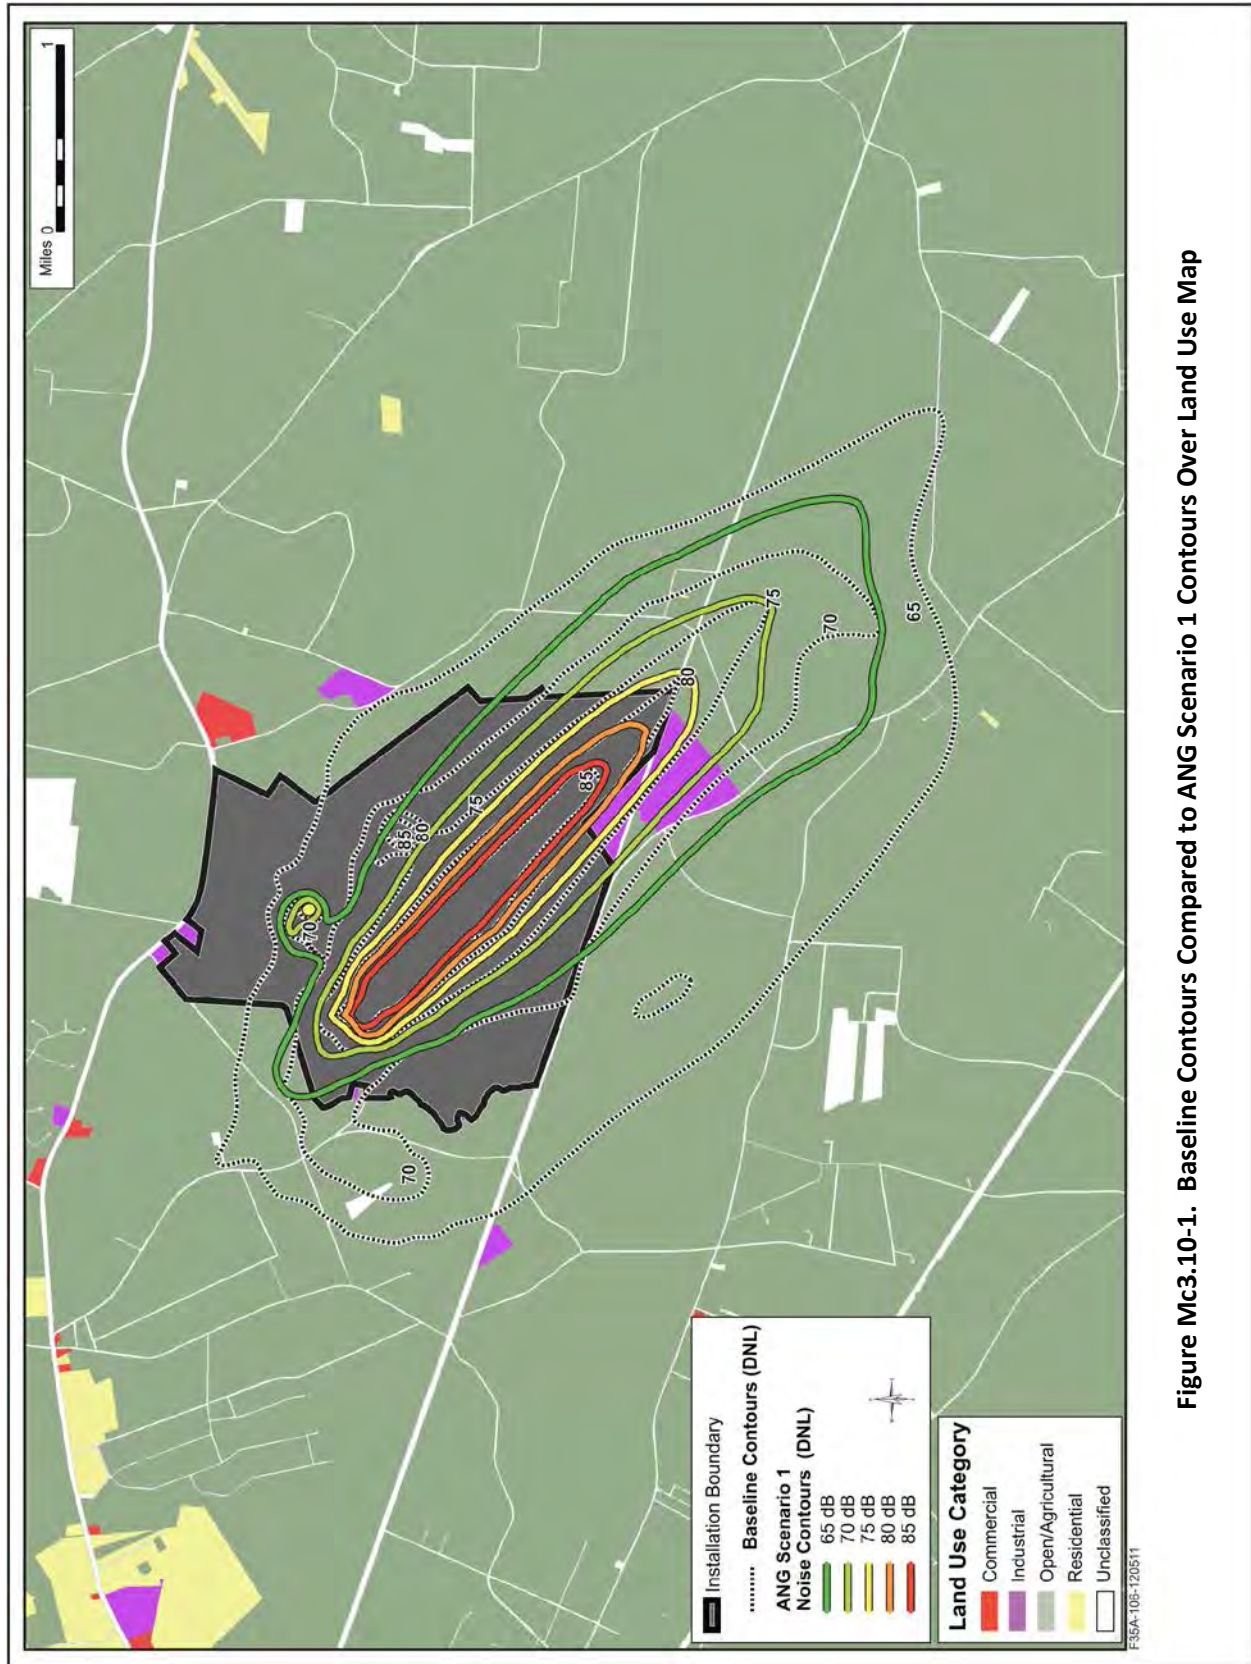 Miles 0 1
85
80
75
70
85
80
75
70
65
70
Installation Boundary
Baseline Contours (DNL)
ANG Scenario 1
Noise Contours (DNL)
65 dB
70 dB
75 dB
80 dB
85 dB
Land Use Category
Commercial
Industrial
Open/Agricultural
Residential
Unclassified
F35A-106-120511
Figure Mc3.10-1. Baseline Contours Compared to ANG Scenario 1 Contours Over Land Use Map